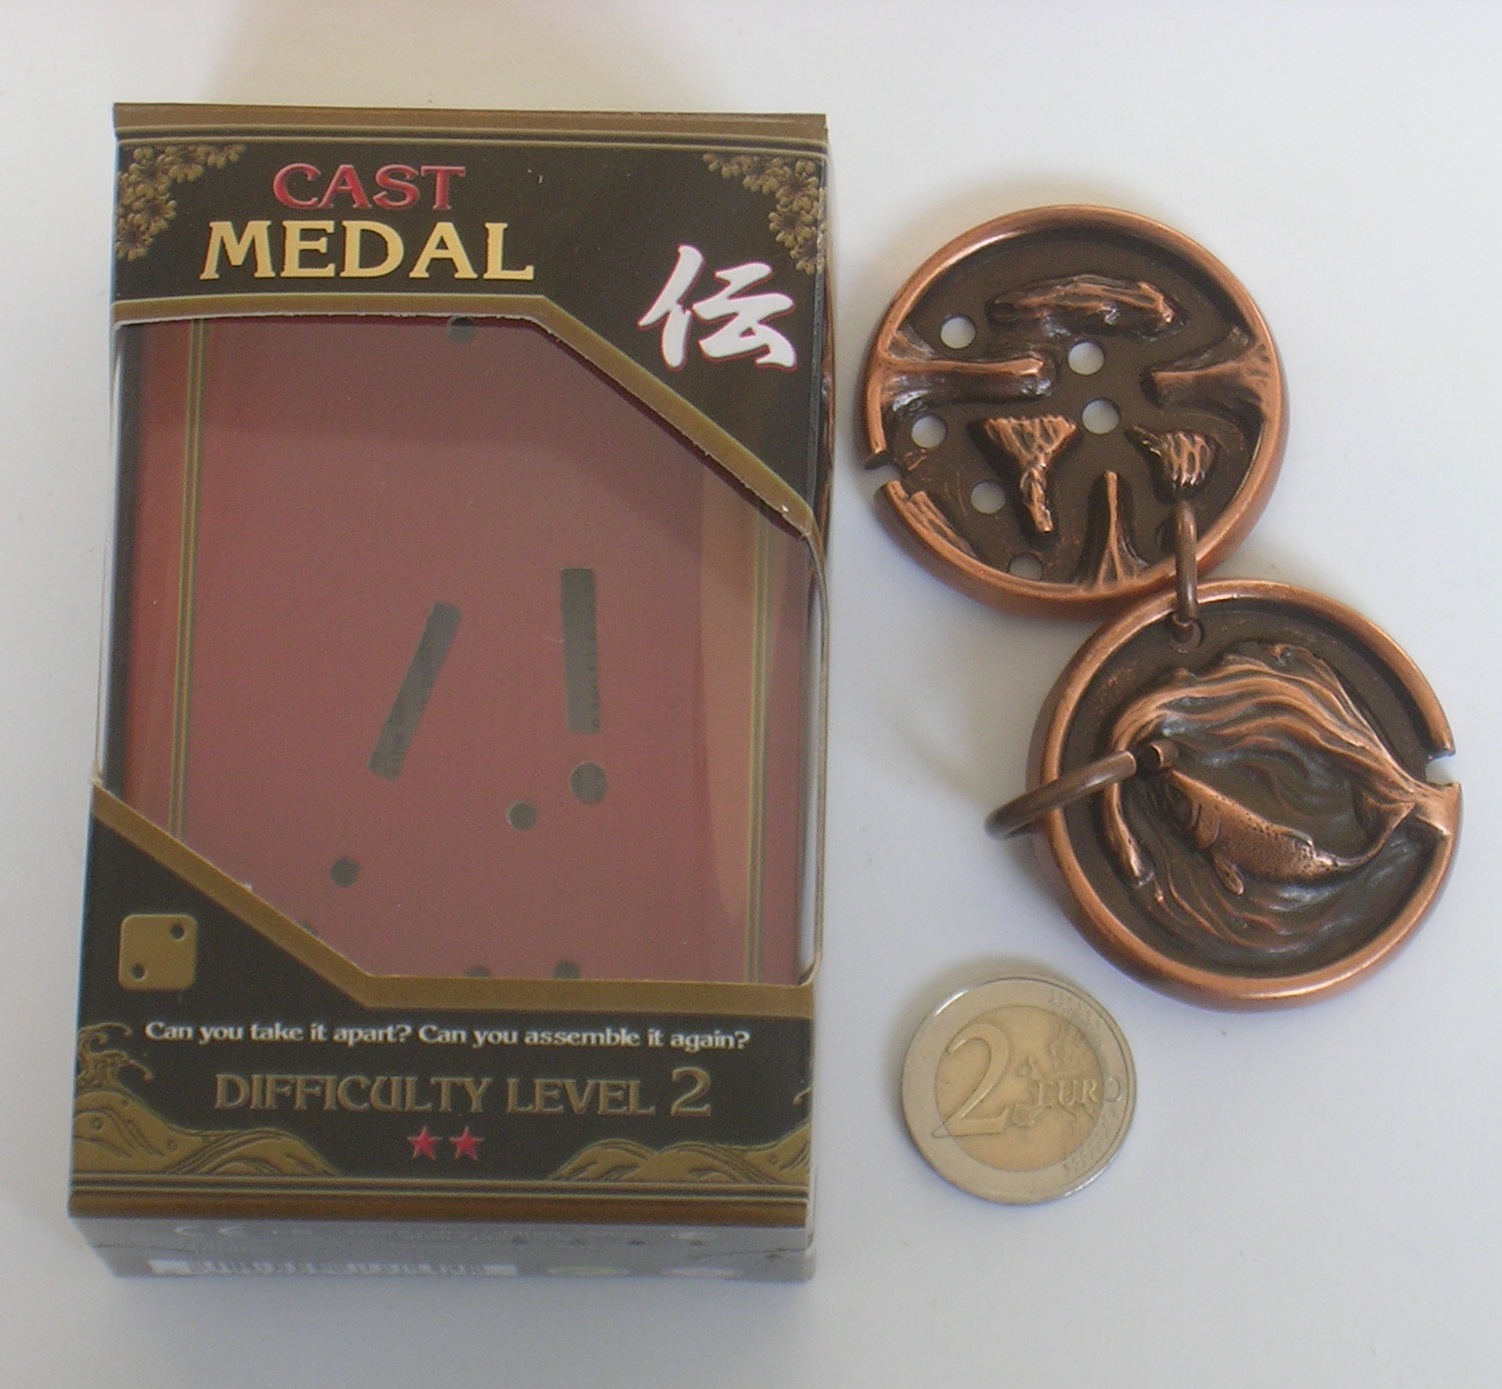 CAST
MEDAL
伝
Can you take it apart? Can you assemble it again?
DIFFICULTY LEVEL 2
2
EURO